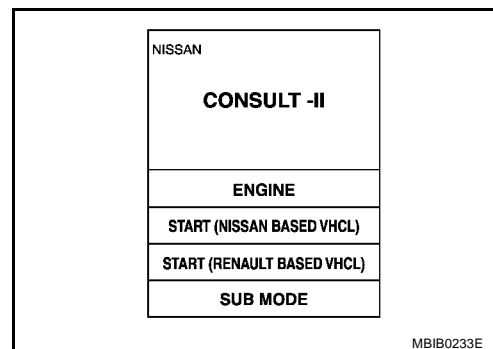 NISSAN
CONSULT -II
ENGINE
START (NISSAN BASED VHCL)
START (RENAULT BASED VHCL)
SUB MODE
MBIB0233E